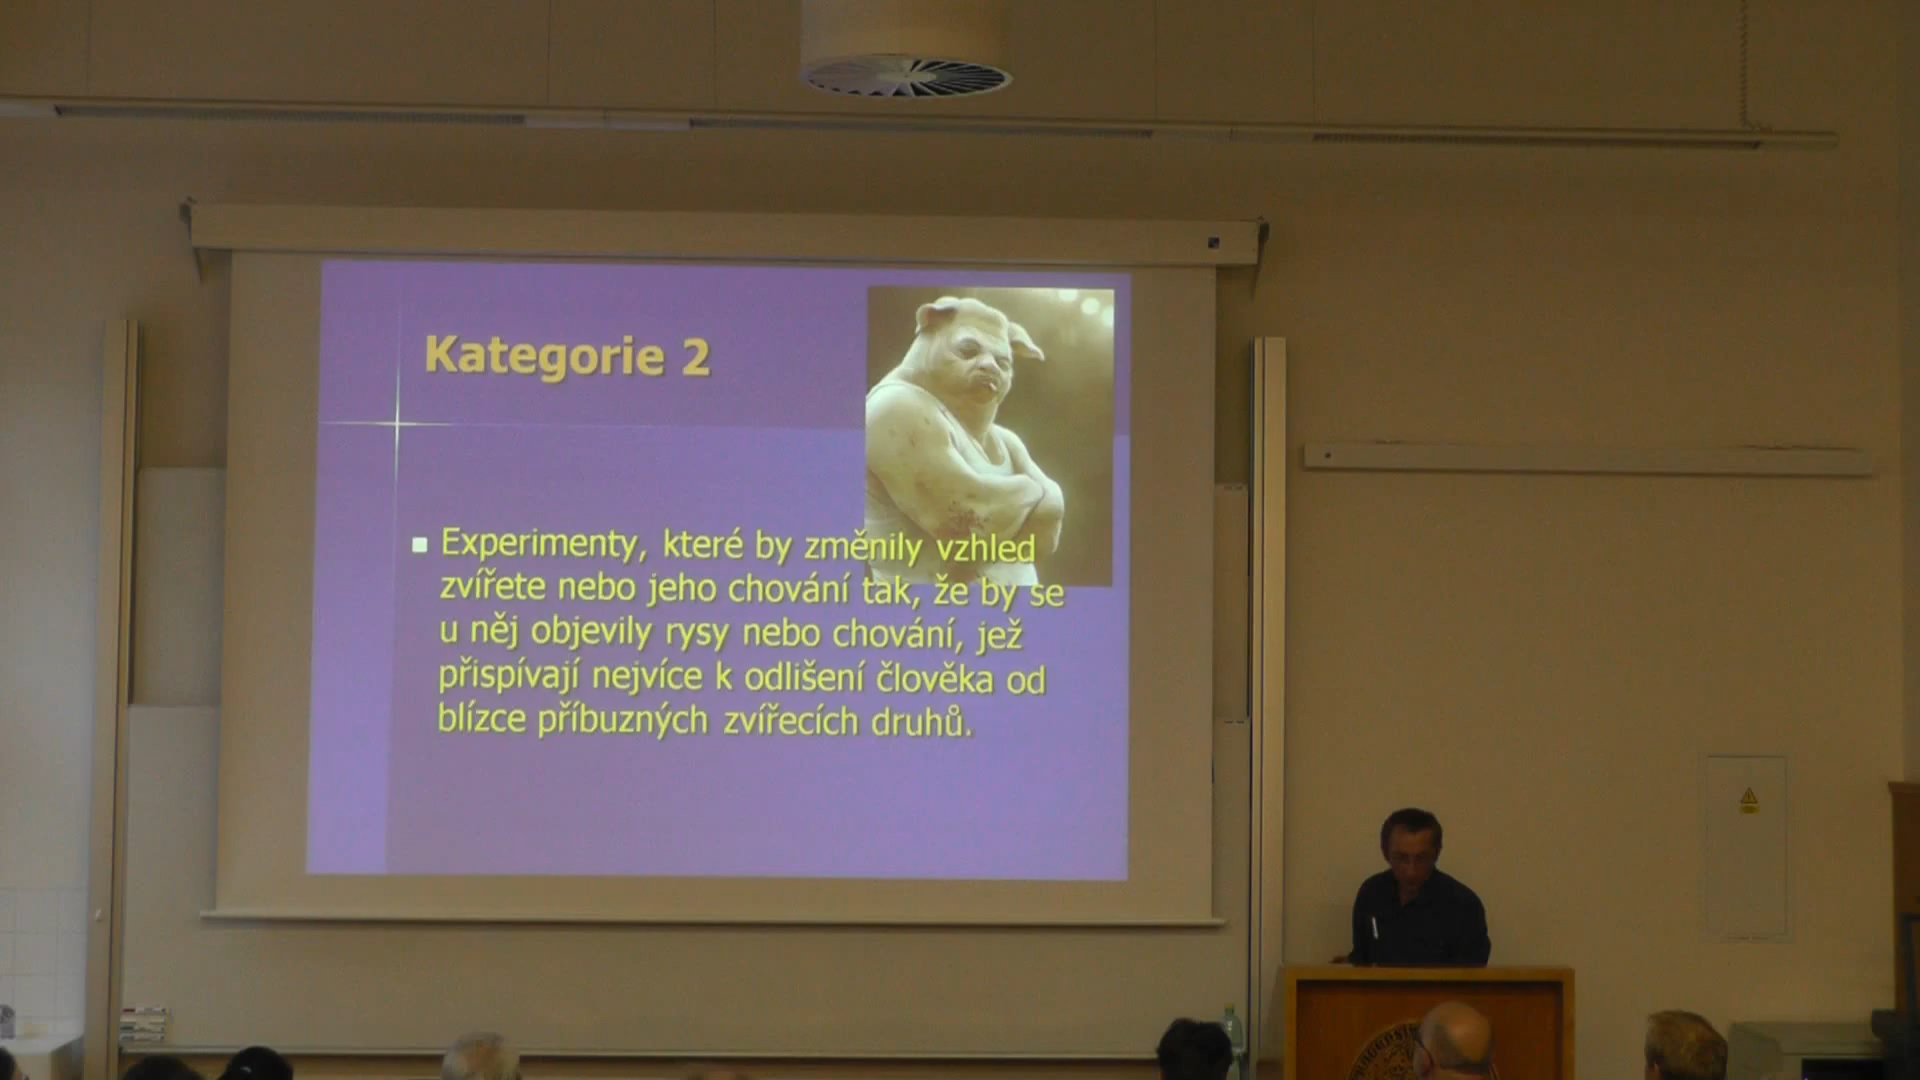 Kategorie 2
Experimenty, které by změnily vzhled
zvířete nebo jeho chování tak, že by se
u něj objevily rysy nebo chování, jež
přispívají nejvíce k odlišení člověka od
blízce příbuzných zvířecích druhů.